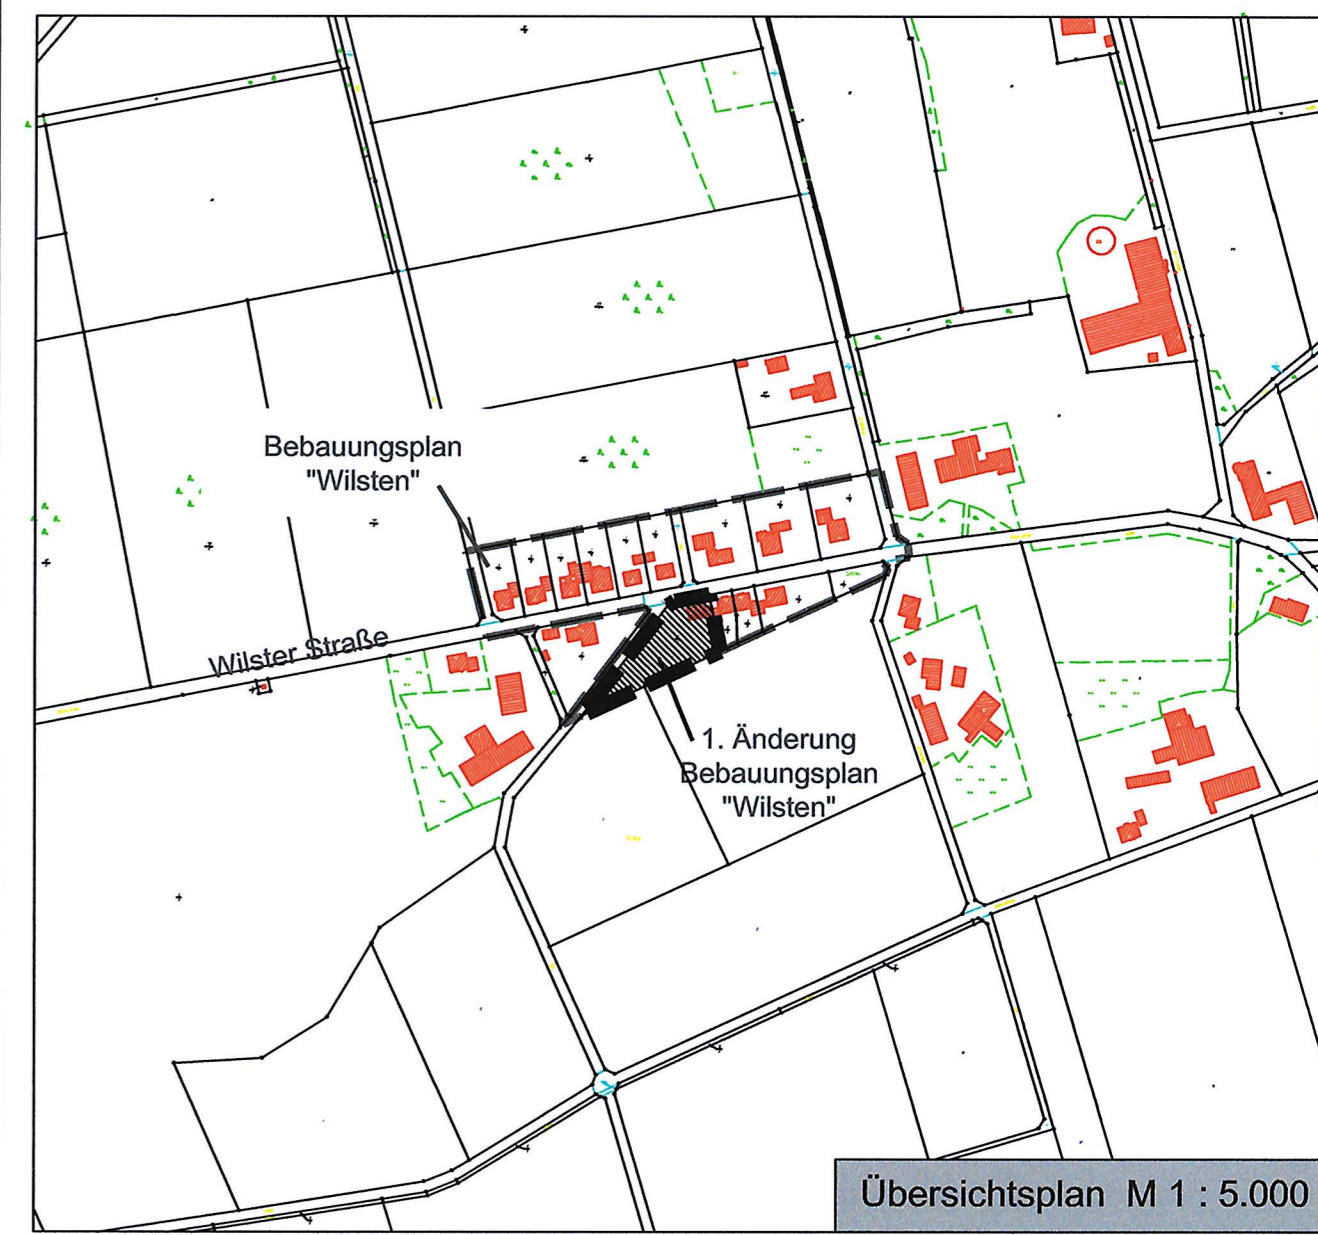 Bebauungsplan
"Wilsten"
Wilster Straße
1. Änderung
Bebauungsplan
"Wilsten"
Übersichtsplan M 1 : 5.000